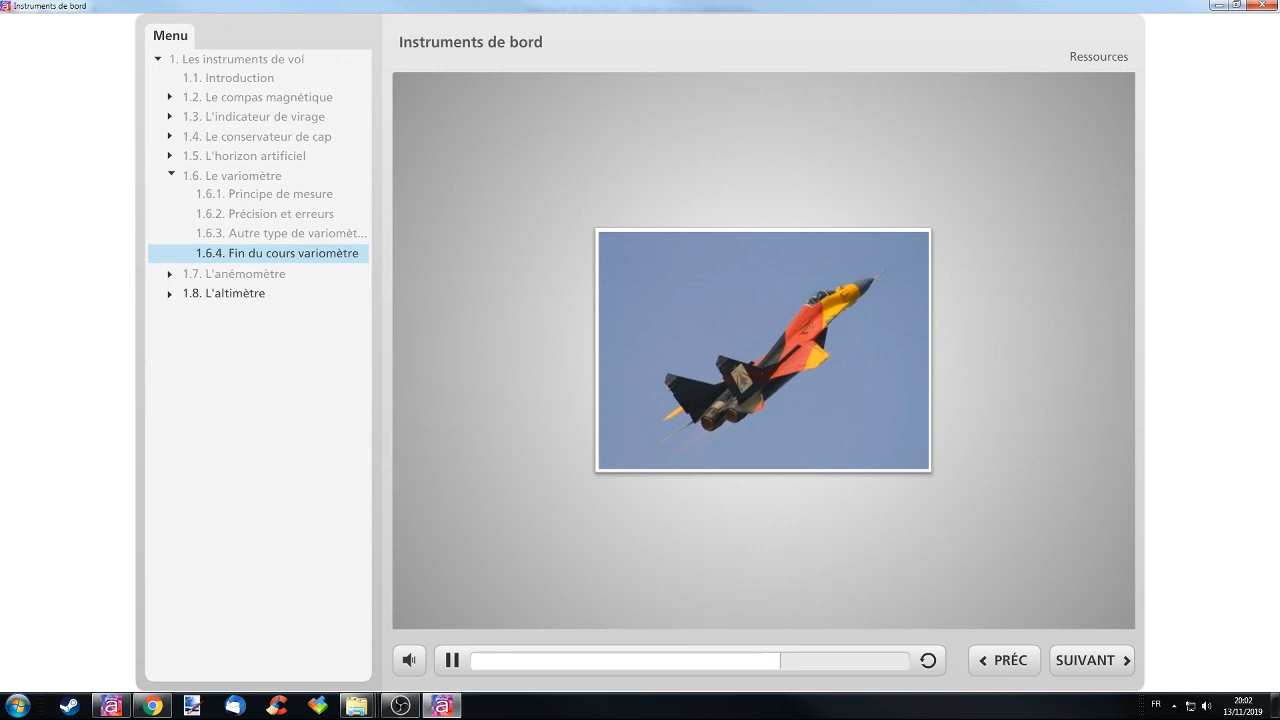 Instruments de bord
Menu
1. Les instruments de vol
1.1. Introduction
1.2. Le compas magnétique
1.3. L'indicateur de virage
1.4. Le conservateur de cap
1.5. L'horizon artificiel
1.6. Le variomètre
1.6.1. Principe de mesure
1.6.2. Précision et erreurs
1.6.3. Autre type de variomèt...
1.6.4. Fin du cours variomètre
1.7. L'anémomètre
1.8. L'altimètre
Instruments de bord
Ressources
PRÉC
SUIVANT
FR
20:02
13/11/2019